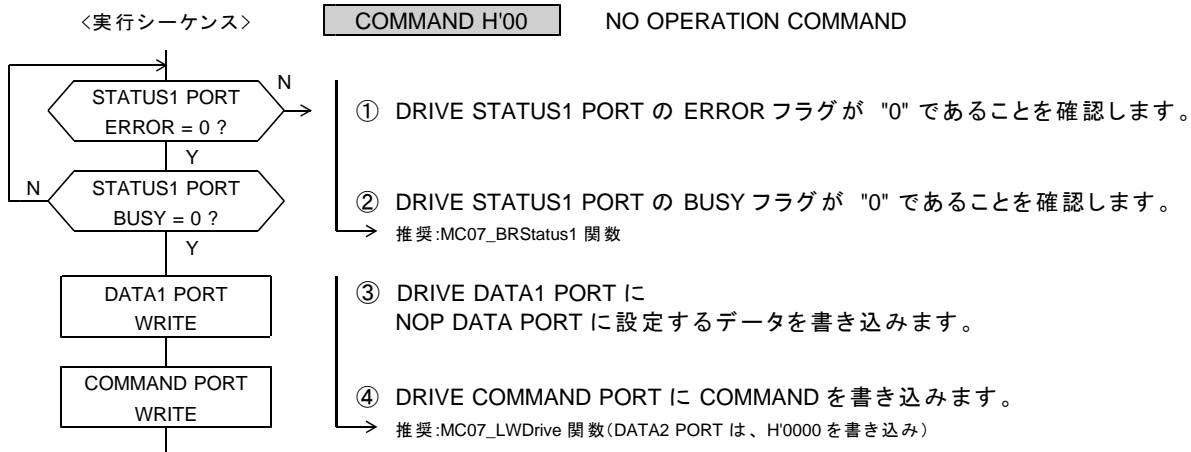 <実行シーケンス>
COMMAND H'00
NO OPERATION COMMAND
STATUS1 PORT
ERROR = 0 ?
N
Y
STATUS1 PORT
BUSY = 0 ?
N
Y
DATA1 PORT
WRITE
COMMAND PORT
WRITE
① DRIVE STATUS1 PORT の ERROR フラグが "0" であることを確認します。
② DRIVE STATUS1 PORT の BUSY フラグが "0" であることを確認します。
推奨:MC07_BRStatus1 関数
③ DRIVE DATA1 PORT に
NOP DATA PORT に設定するデータを書き込みます。
④ DRIVE COMMAND PORT に COMMAND を書き込みます。
推奨:MC07_LWDrive 関数(DATA2 PORT は、H'0000 を書き込み)